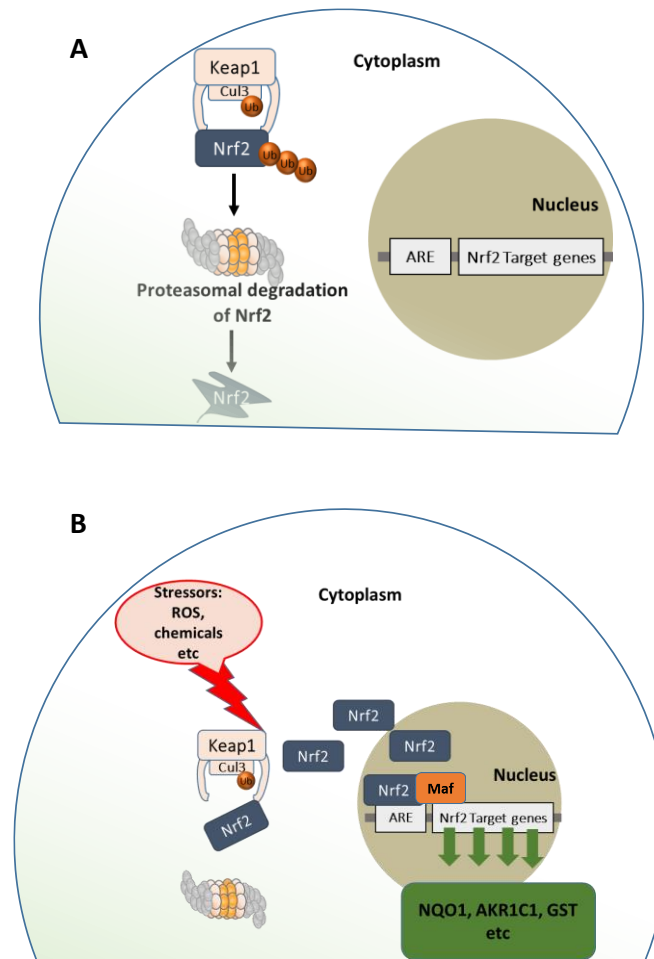 A
Cytoplasm
Keap1
Cul3
Ub
Nrf2
Ub
Ub
Ub
Nucleus
ARE
Nrf2 Target genes
Proteasomal degradation
of Nrf2
Nrf2
B
Stressors:
ROS,
chemicals
etc
Cytoplasm
Nrf2
Keap1
Nrf2
Nrf2
Cul3
Ub
Nucleus
Nrf2
Maf
ARE
Nrf2 Target genes
Nrf2
NQO1, AKR1C1, GST
etc